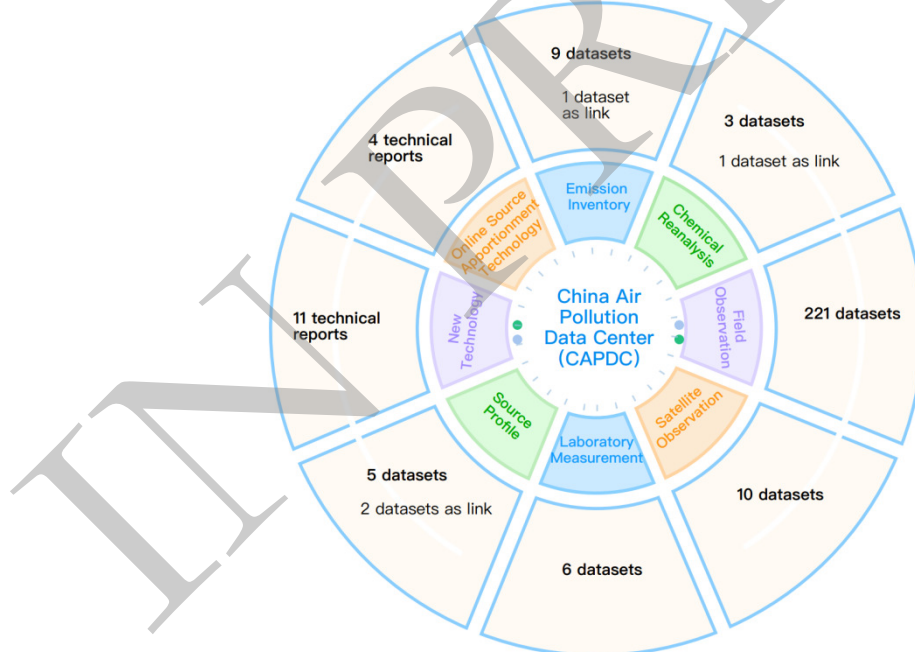 9 datasets
1 dataset
as link
3 datasets
1 dataset as link
221 datasets
10 datasets
6 datasets
5 datasets
2 datasets as link
11 technical
reports
4 technical
reports
Emission
Inventory
Chemical
Reanalysis
Field
Observation
Satellite
Observation
Laboratory
Measurement
Source
Profile
New
Technology
Online Source
Apportionment
Technology
China Air
Pollution
Data Center
(CAPDC)
IN PR